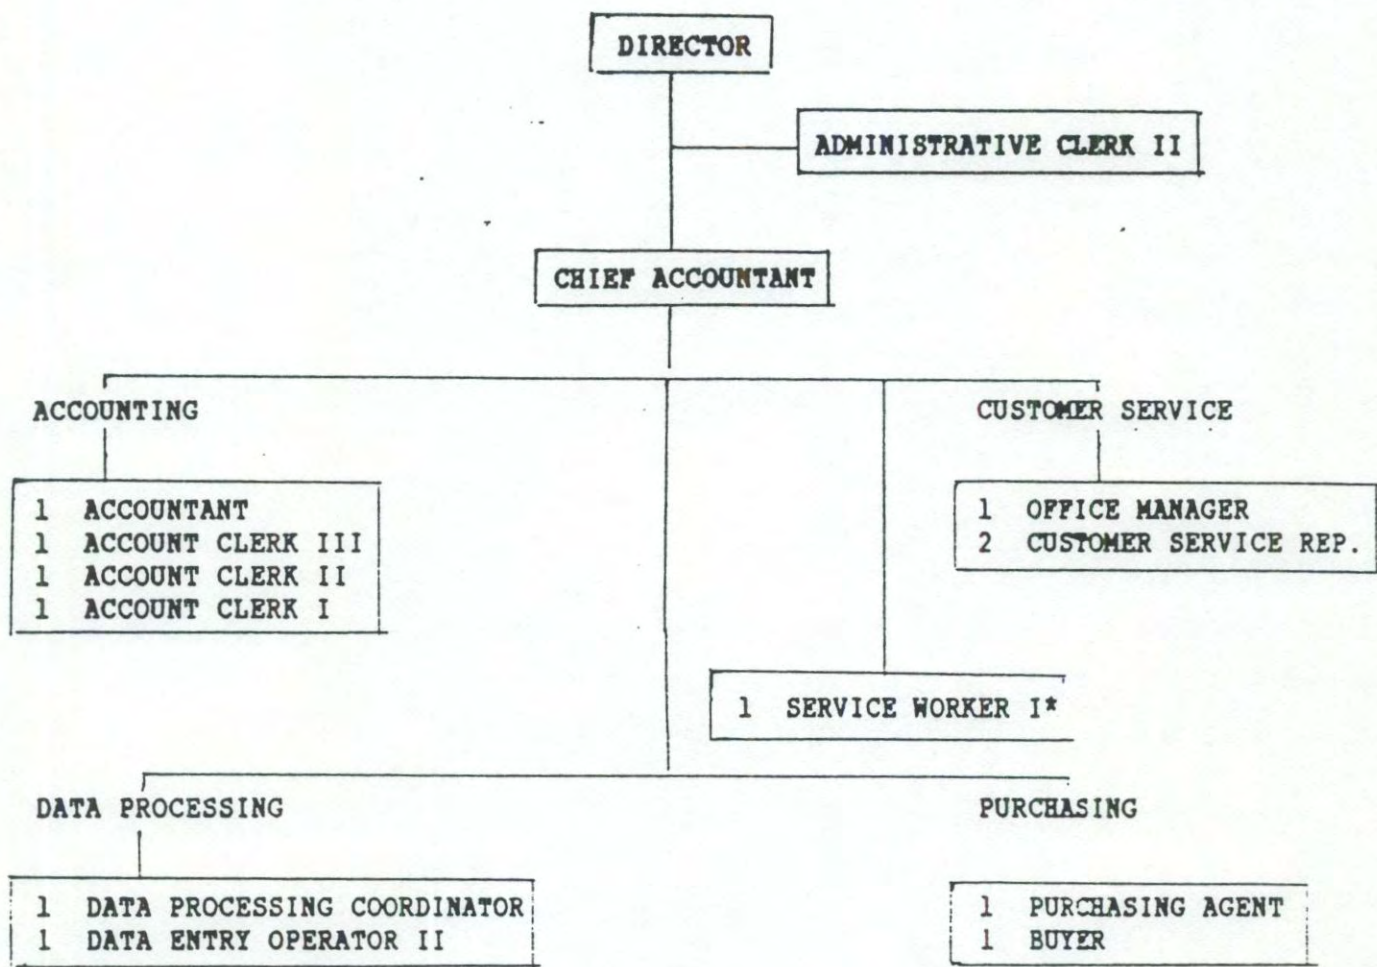 DIRECTOR
ADMINISTRATIVE CLERK II
CHIEF ACCOUNTANT
ACCOUNTING
CUSTOMER SERVICE
1 ACCOUNTANT
1 ACCOUNT CLERK III
1 ACCOUNT CLERK II
1 ACCOUNT CLERK I
1 OFFICE MANAGER
2 CUSTOMER SERVICE REP.
1 SERVICE WORKER I*
DATA PROCESSING
PURCHASING
1 DATA PROCESSING COORDINATOR
1 DATA ENTRY OPERATOR II
1 PURCHASING AGENT
1 BUYER